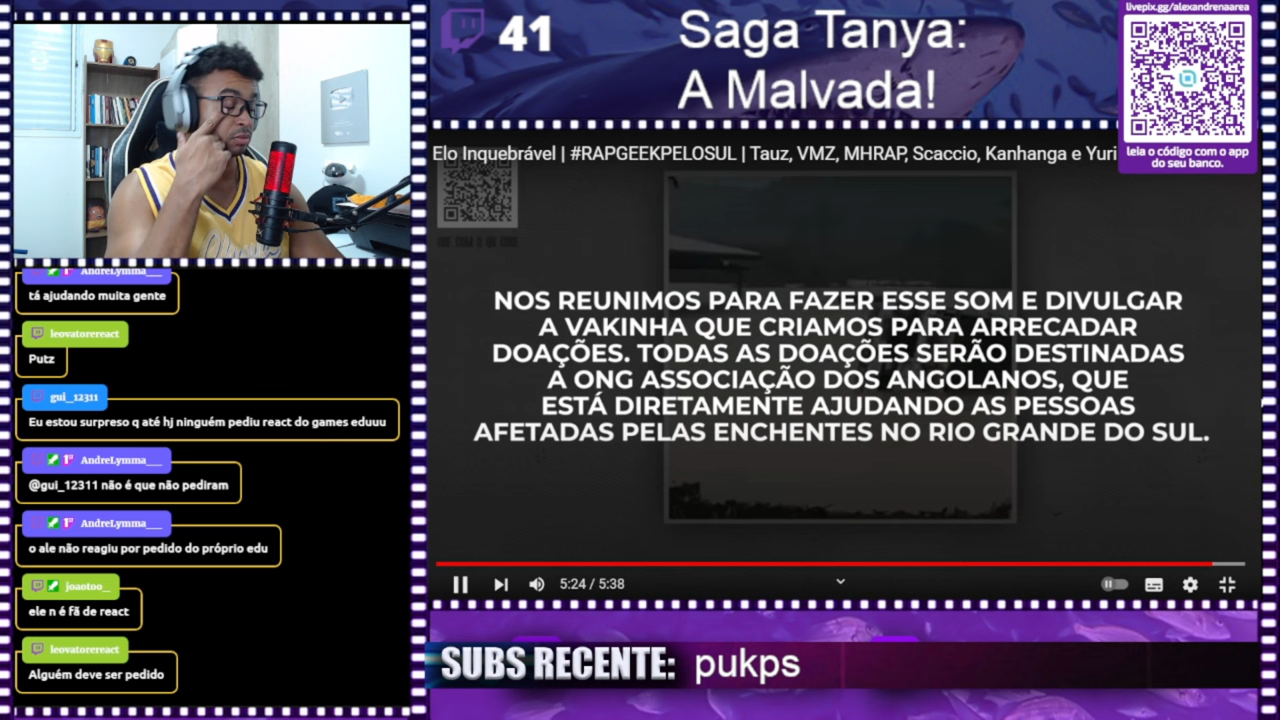 41
Saga Tanya:
A Malvada!
livepix.gg/alexandrenaarea
leia o código com o app
do seu banco.
Elo Inquebrável | #RAPGEEKPELOSUL | Tauz, VMZ, MHRAP, Scaccio, Kanhanga e Yuri
NOS REUNIMOS PARA FAZER ESSE SOM E DIVULGAR
A VAKINHA QUE CRIAMOS PARA ARRECADAR
DOAÇÕES. TODAS AS DOAÇÕES SERÃO DESTINADAS
A ONG ASSOCIAÇÃO DOS ANGOLANOS, QUE
ESTÁ DIRETAMENTE AJUDANDO AS PESSOAS
AFETADAS PELAS ENCHENTES NO RIO GRANDE DO SUL.
5:24 / 5:38
AndreLymma__
tá ajudando muita gente
leovatorereact
Putz
gui_12311
Eu estou surpreso q até hj ninguém pediu react do games eduuu
AndreLymma__
@gui_12311 não é que não pediram
AndreLymma__
o ale não reagiu por pedido do próprio edu
joaotoo_
ele n é fã de react
leovatorereact
Alguém deve ser pedido
SUBS RECENTE: pukps